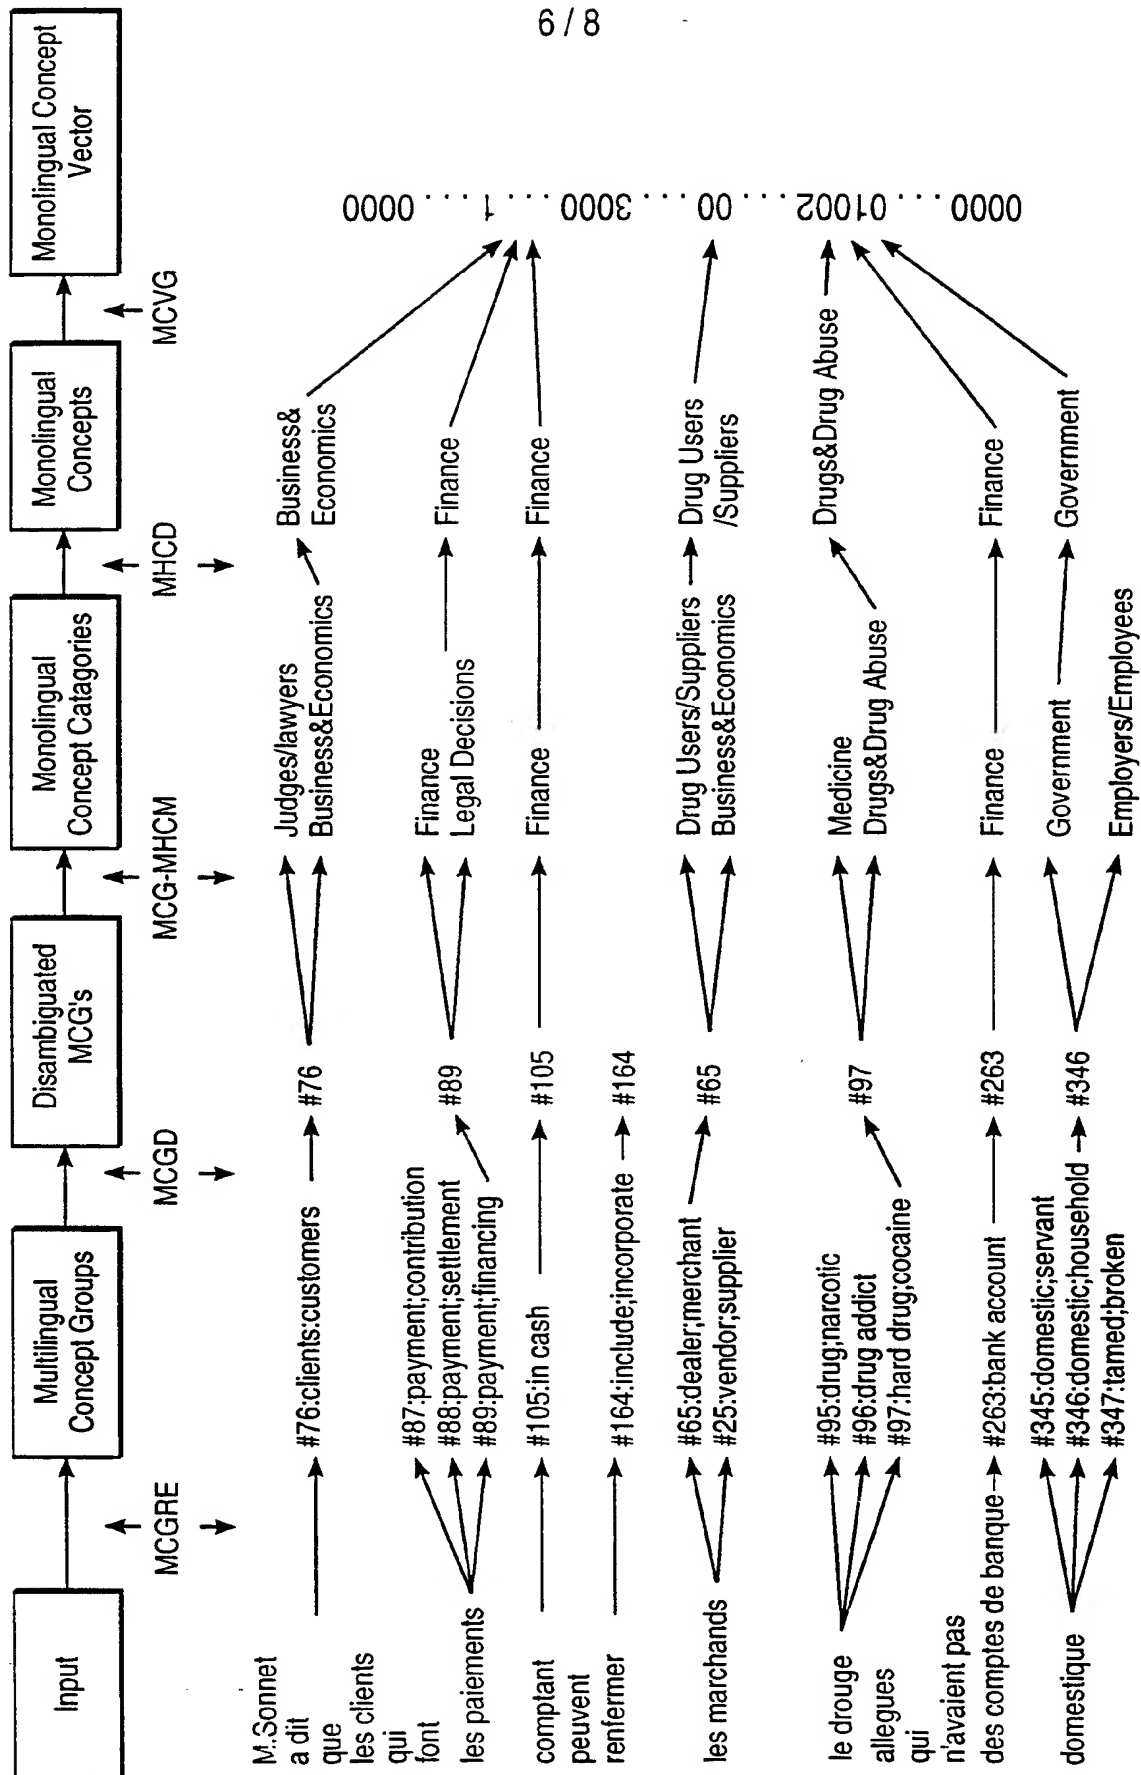 8 / 9
Input
Multilingual
Concept Groups
Disambiguated
MCG's
Monolingual
Concept Catagories
Monolingual
Concepts
Monolingual Concept
Vector
MCGRE
MCGD
MCG-MHCM
MHCD
MCVG
M.Sonnet
a dit
que
les clients
qui
font
les paiements
comptant
peuvent
renfermer
les marchands
le drouge
allegues
qui
n'avaient pas
des comptes de banque
domestique
#76:clients:customers
#87:payment;contribution
#88:payment;settlement
#89:payment;financing
#105:in cash
#164:include;incorporate
#65:dealer;merchant
#25:vendor;supplier
#95:drug;narcotic
#96:drug addict
#97:hard drug;cocaine
#263:bank account
#345:domestic;servant
#346:domestic;household
#347:tamed;broken
#76
#89
#105
#164
#65
#97
#263
#346
Judges/lawyers
Business&Economics
Finance
Legal Decisions
Finance
Drug Users/Suppliers
Business&Economics
Medicine
Drugs&Drug Abuse
Finance
Government
Employers/Employees
Business&
Economics
Finance
Finance
Drug Users
/Suppliers
Drugs&Drug Abuse
Finance
Government
0000 . . . . 1 . . . . 3000 . . . . 00 . . . . 01002 . . . . 0000